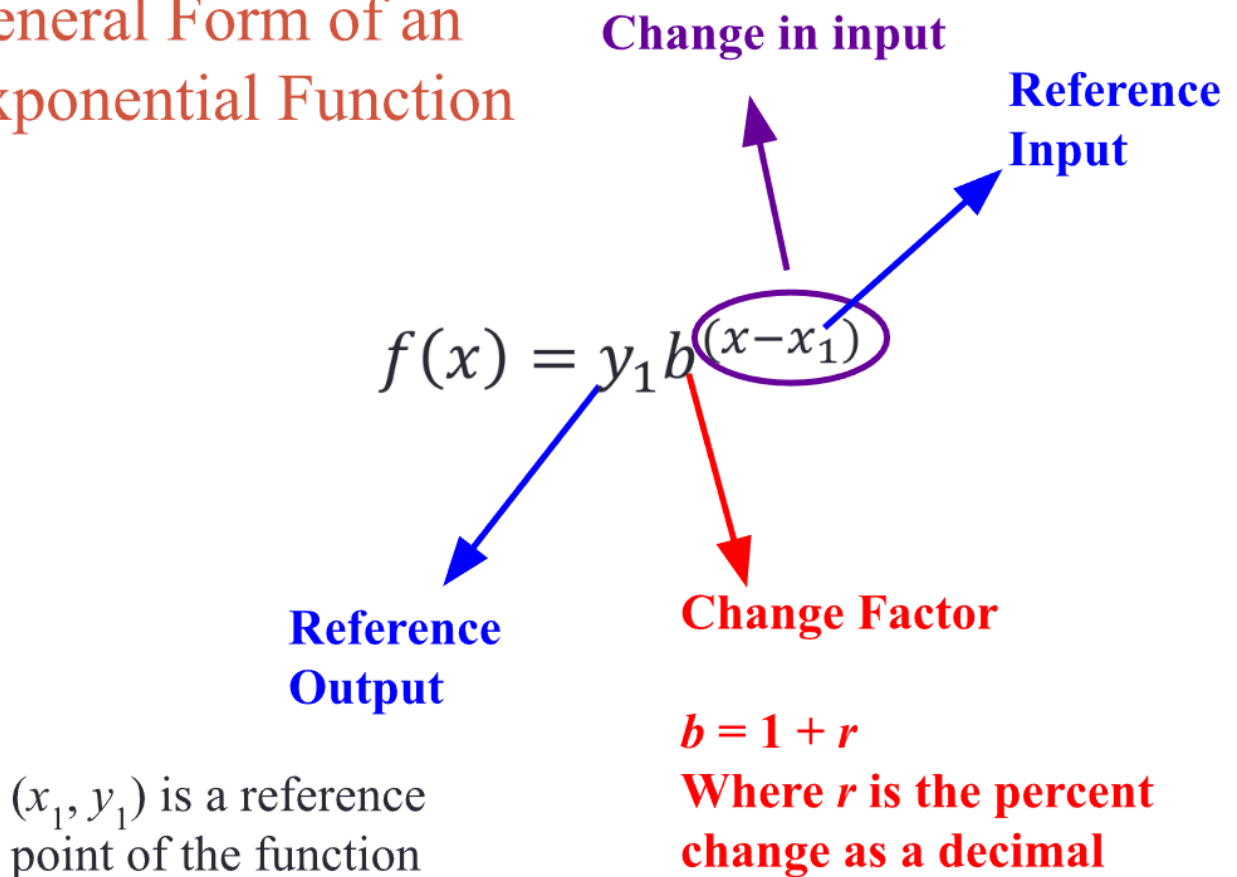 eneral Form of an
xponential Function
Change in input
Reference
Input
f(x) = y₁b^(x−x₁)
Reference
Output
Change Factor
b = 1 + r
Where r is the percent
change as a decimal
(x₁, y₁) is a reference
point of the function